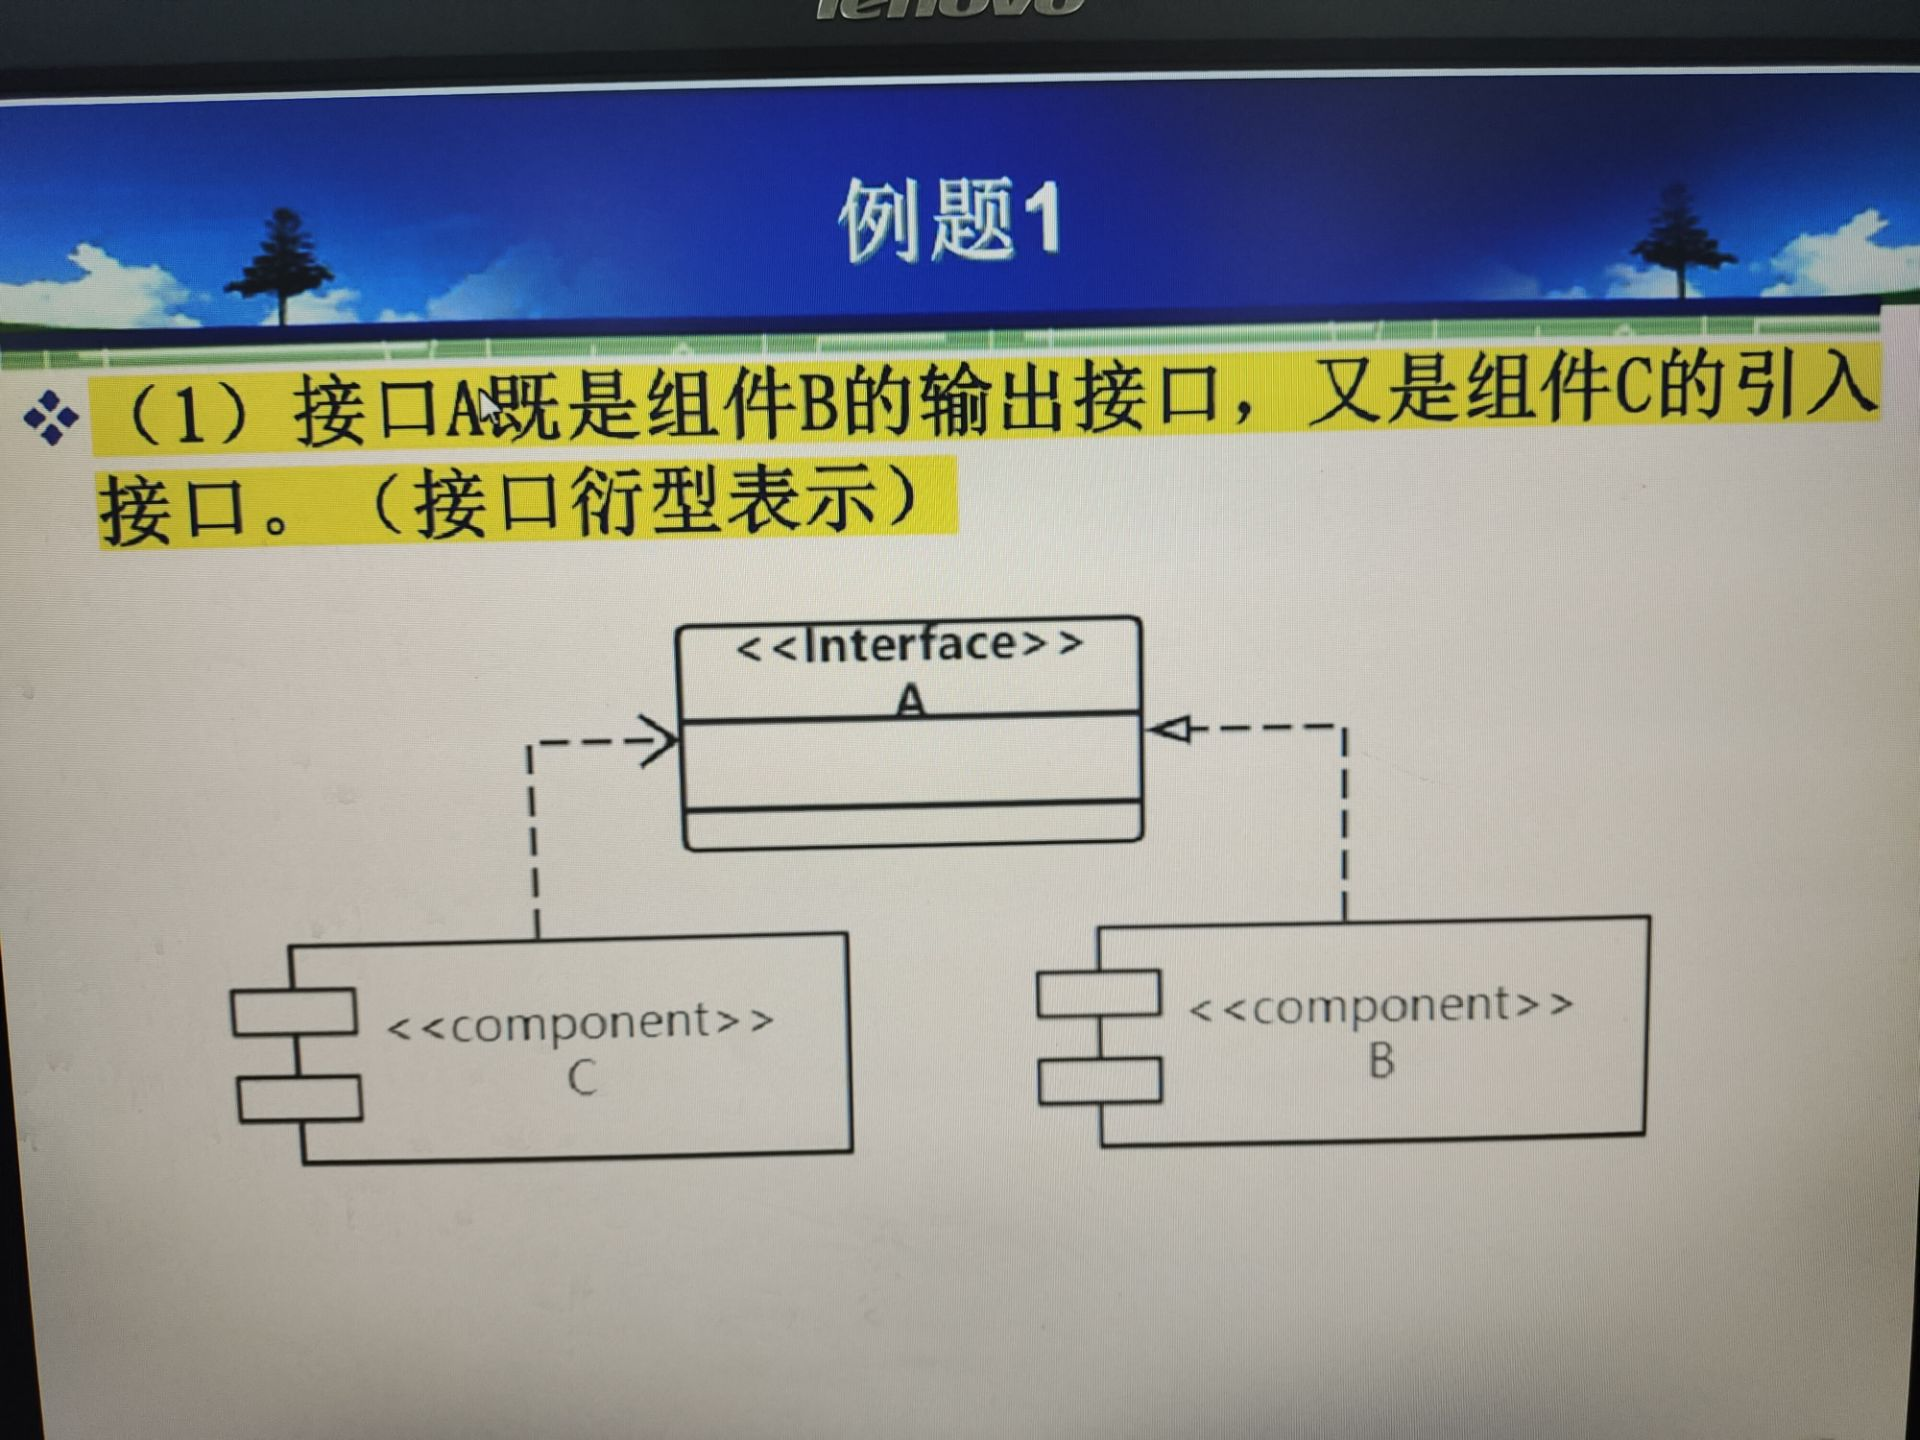 lenovo
例题1
（1）接口A既是组件B的输出接口，又是组件C的引入
接口。（接口衍型表示）
<<Interface>>
A
<<component>>
C
<<component>>
B